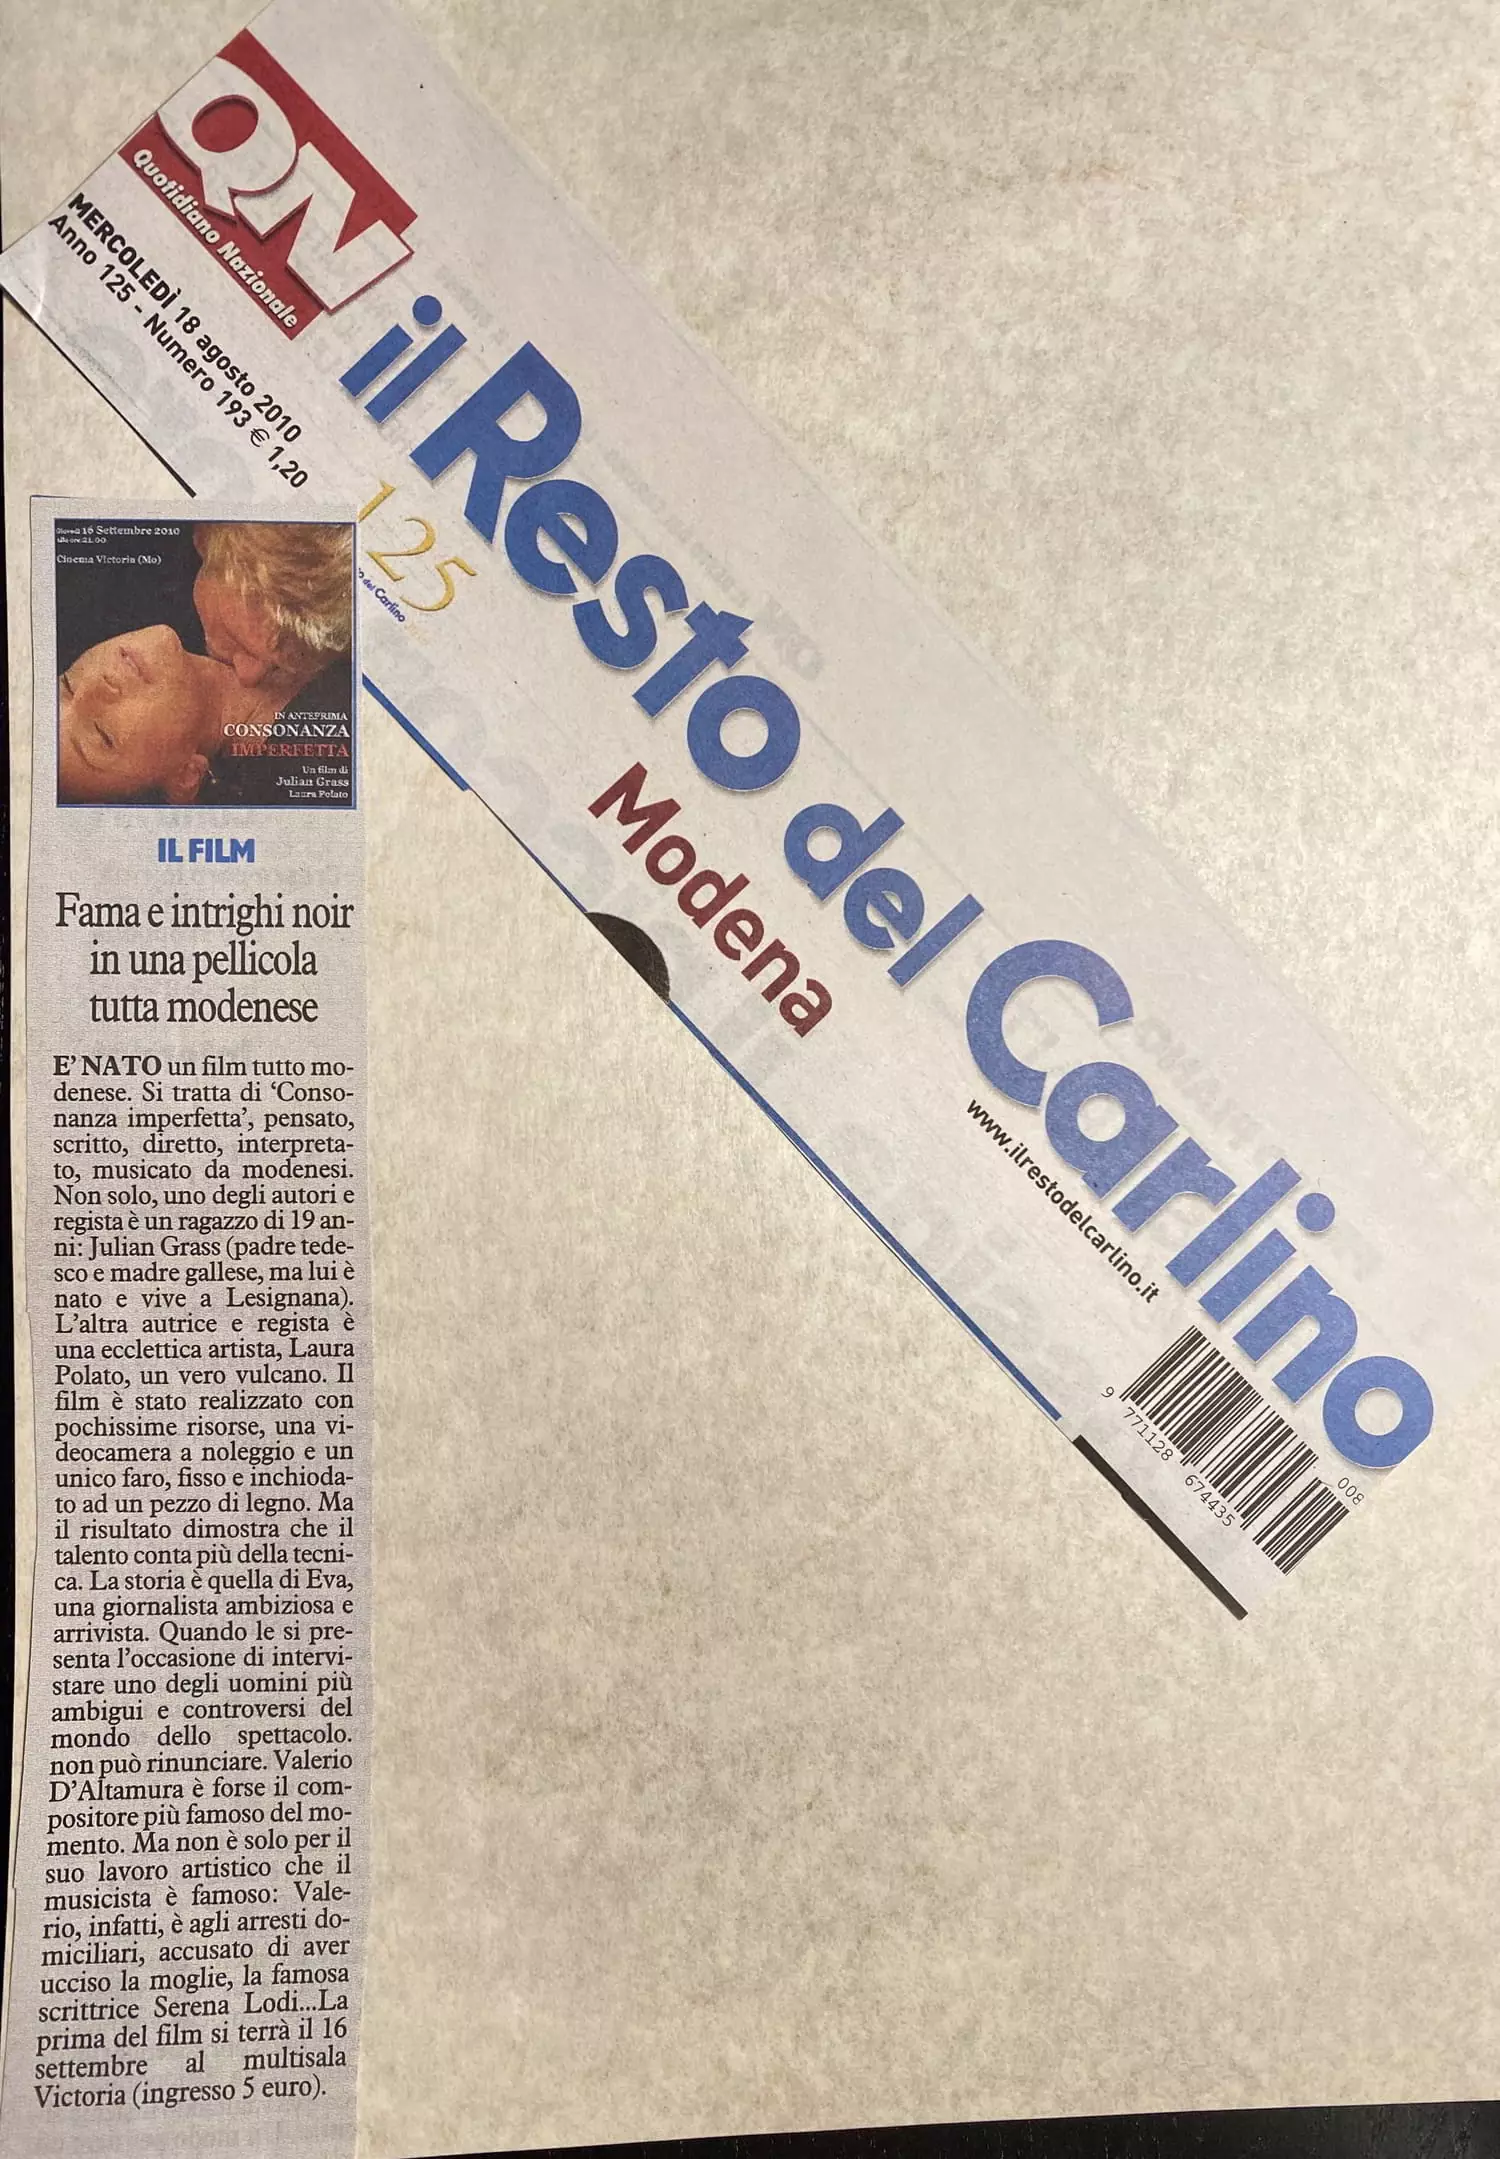 QN
Quotidiano Nazionale
MERCOLEDÌ 18 agosto 2010
Anno 125 - Numero 193 € 1,20
il Resto del Carlino
125
del Carlino
Modena
www.ilrestodelcarlino.it
9 771128 674435
008
Giovedì 16 Settembre 2010
alle ore 21.00
Cinema Victoria (Mo)
IN ANTEPRIMA
CONSONANZA
IMPERFETTA
Un film di
Julian Grass
Laura Polato
IL FILM
Fama e intrighi noir
in una pellicola
tutta modenese
E’ NATO un film tutto mo-
denese. Si tratta di ‘Conso-
nanza imperfetta’, pensato,
scritto, diretto, interpreta-
to, musicato da modenesi.
Non solo, uno degli autori e
regista è un ragazzo di 19 an-
ni: Julian Grass (padre tede-
sco e madre gallese, ma lui è
nato e vive a Lesignana).
L’altra autrice e regista è
una ecclettica artista, Laura
Polato, un vero vulcano. Il
film è stato realizzato con
pochissime risorse, una vi-
deocamera a noleggio e un
unico faro, fisso e inchioda-
to ad un pezzo di legno. Ma
il risultato dimostra che il
talento conta più della tecni-
ca. La storia è quella di Eva,
una giornalista ambiziosa e
arrivista. Quando le si pre-
senta l’occasione di intervi-
stare uno degli uomini più
ambigui e controversi del
mondo dello spettacolo.
non può rinunciare. Valerio
D’Altamura è forse il com-
positore più famoso del mo-
mento. Ma non è solo per il
suo lavoro artistico che il
musicista è famoso: Vale-
rio, infatti, è agli arresti do-
miciliari, accusato di aver
ucciso la moglie, la famosa
scrittrice Serena Lodi...La
prima del film si terrà il 16
settembre al multisala
Victoria (ingresso 5 euro).